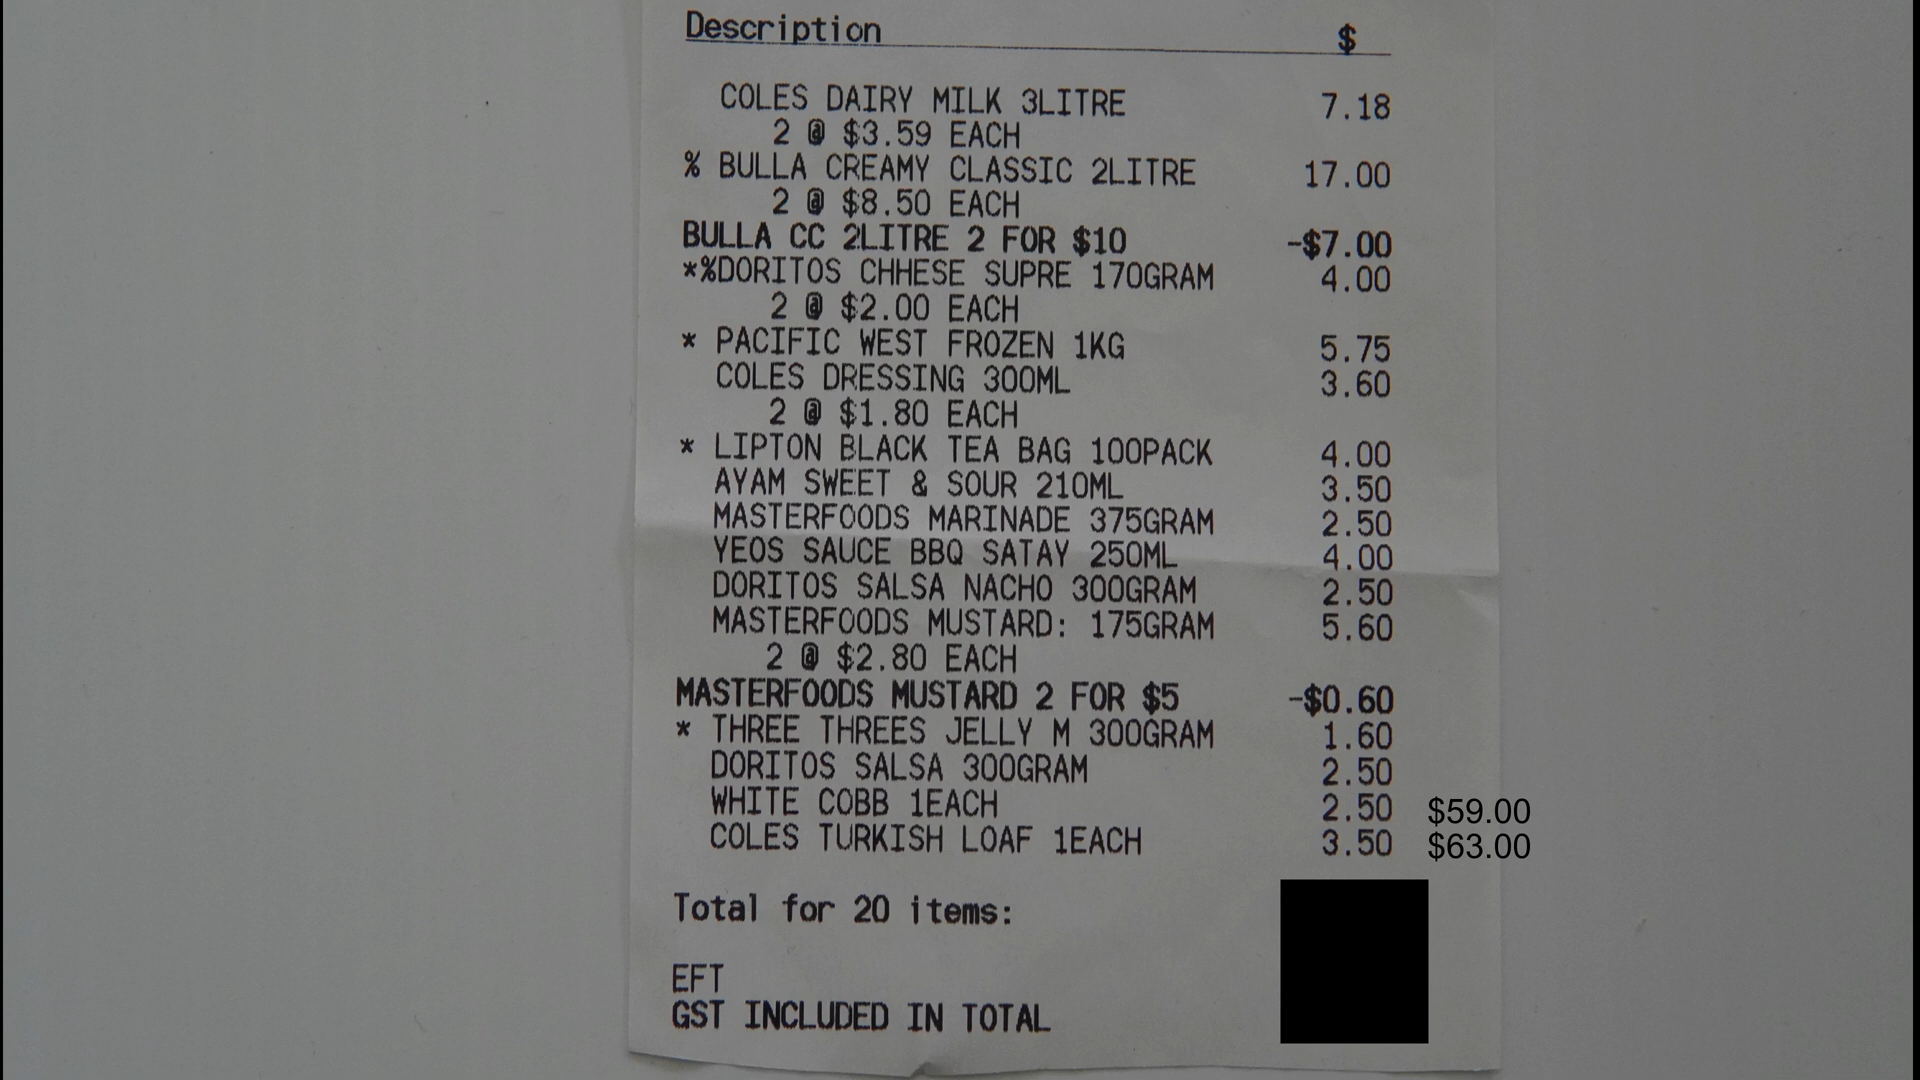 Description $
COLES DAIRY MILK 3LITRE 7.18
2 @ $3.59 EACH
% BULLA CREAMY CLASSIC 2LITRE 17.00
2 @ $8.50 EACH
BULLA CC 2LITRE 2 FOR $10 -$7.00
*%DORITOS CHHESE SUPRE 170GRAM 4.00
2 @ $2.00 EACH
* PACIFIC WEST FROZEN 1KG 5.75
COLES DRESSING 300ML 3.60
2 @ $1.80 EACH
* LIPTON BLACK TEA BAG 100PACK 4.00
AYAM SWEET & SOUR 210ML 3.50
MASTERFOODS MARINADE 375GRAM 2.50
YEOS SAUCE BBQ SATAY 250ML 4.00
DORITOS SALSA NACHO 300GRAM 2.50
MASTERFOODS MUSTARD: 175GRAM 5.60
2 @ $2.80 EACH
MASTERFOODS MUSTARD 2 FOR $5 -$0.60
* THREE THREES JELLY M 300GRAM 1.60
DORITOS SALSA 300GRAM 2.50
WHITE COBB 1EACH 2.50 $59.00
COLES TURKISH LOAF 1EACH 3.50 $63.00
Total for 20 items:
EFT
GST INCLUDED IN TOTAL